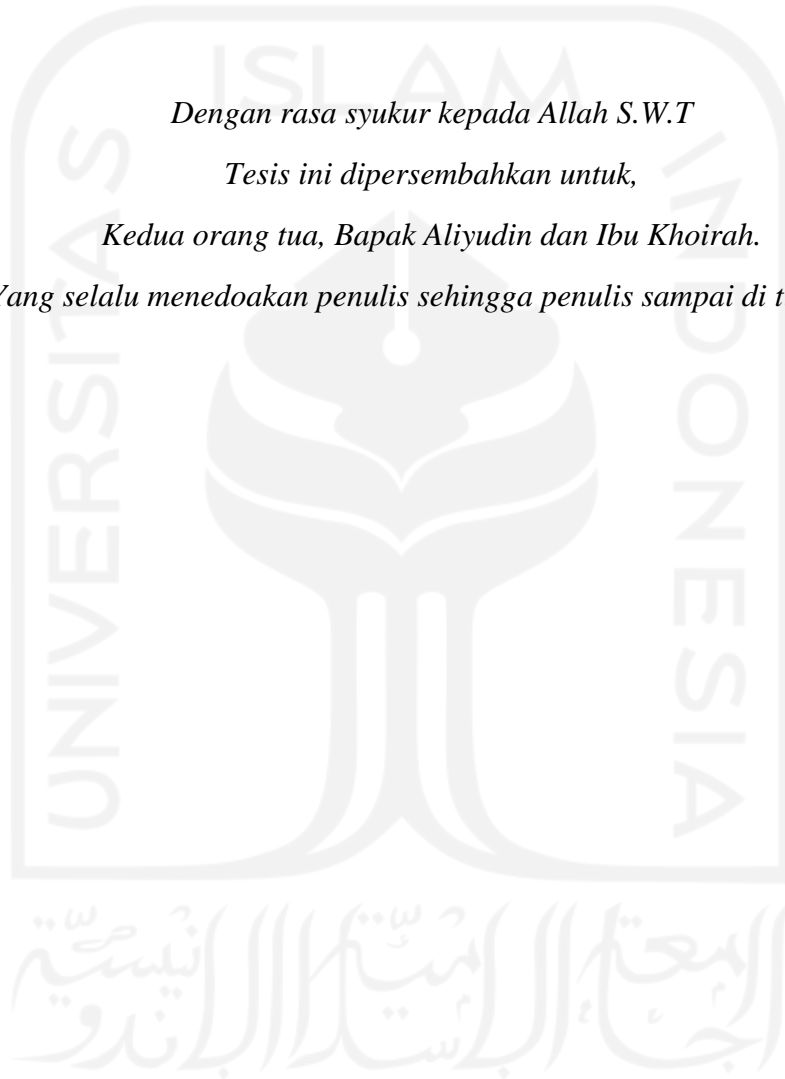 ISLAM
UNIVERSITAS
INDONESIA
Dengan rasa syukur kepada Allah S.W.T
Tesis ini dipersembahkan untuk,
Kedua orang tua, Bapak Aliyudin dan Ibu Khoirah.
Yang selalu menedoakan penulis sehingga penulis sampai di